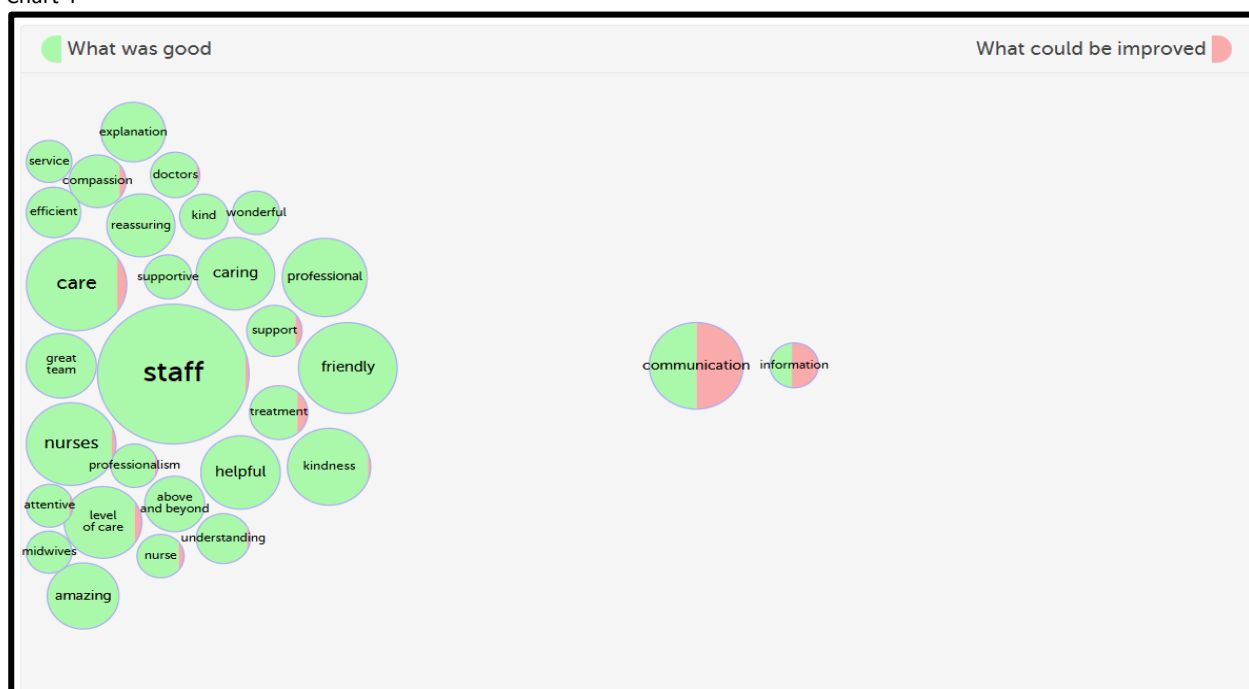 What was good
What could be improved
explanation
service
compassion
doctors
efficient
reassuring
kind
wonderful
care
supportive
caring
professional
support
great
team
staff
friendly
treatment
nurses
professionalism
helpful
kindness
attentive
above
and beyond
level
of care
understanding
midwives
nurse
amazing
communication
information